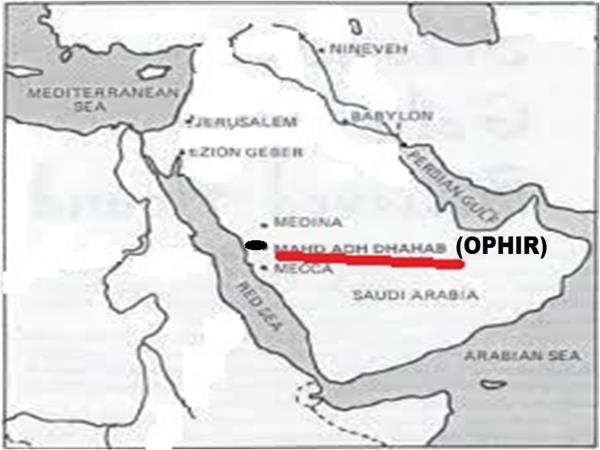 NINEVEH
MEDITERRANEAN
SEA
JERUSALEM
BABYLON
EZION GEBER
PERSIAN GULF
MEDINA
MAHD ADH DHAHAB (OPHIR)
MECCA
RED SEA
SAUDI ARABIA
ARABIAN SEA